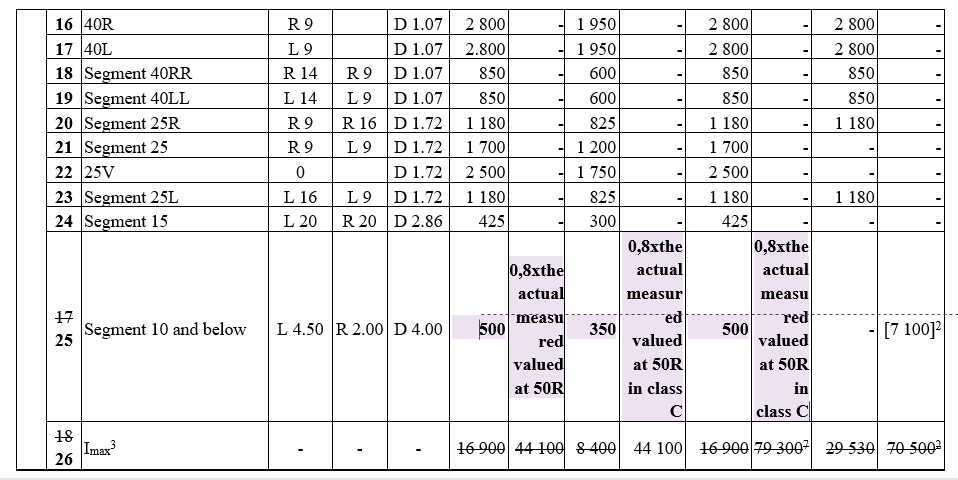 16 40R R 9 D 1.07 2 800 - 1 950 - 2 800 - 2 800 -
17 40L L 9 D 1.07 2.800 - 1 950 - 2 800 - 2 800 -
18 Segment 40RR R 14 R 9 D 1.07 850 - 600 - 850 - 850 -
19 Segment 40LL L 14 L 9 D 1.07 850 - 600 - 850 - 850 -
20 Segment 25R R 9 R 16 D 1.72 1 180 - 825 - 1 180 - 1 180 -
21 Segment 25 R 9 L 9 D 1.72 1 700 - 1 200 - 1 700 - - -
22 25V 0 D 1.72 2 500 - 1 750 - 2 500 - - -
23 Segment 25L L 16 L 9 D 1.72 1 180 - 825 - 1 180 - 1 180 -
24 Segment 15 L 20 R 20 D 2.86 425 - 300 - 425 - - -
17
25
Segment 10 and below L 4.50 R 2.00 D 4.00 500
0,8xthe
actual
measu
red
valued
at 50R
350
0,8xthe
actual
measur
ed
valued
at 50R
in class
C
500
0,8xthe
actual
measu
red
valued
at 50R
in
class C
- [7 100]2
18
26
Imax3 - - - 16 900 44 100 8 400 44 100 16 900 79 3007 29 530 70 5002